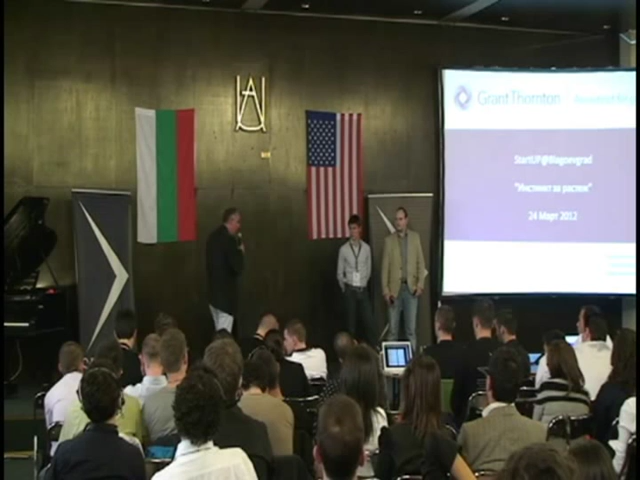 Grant Thornton
StartUP@Blagoevgrad
"Инстинкт за растеж"
24 Март 2012